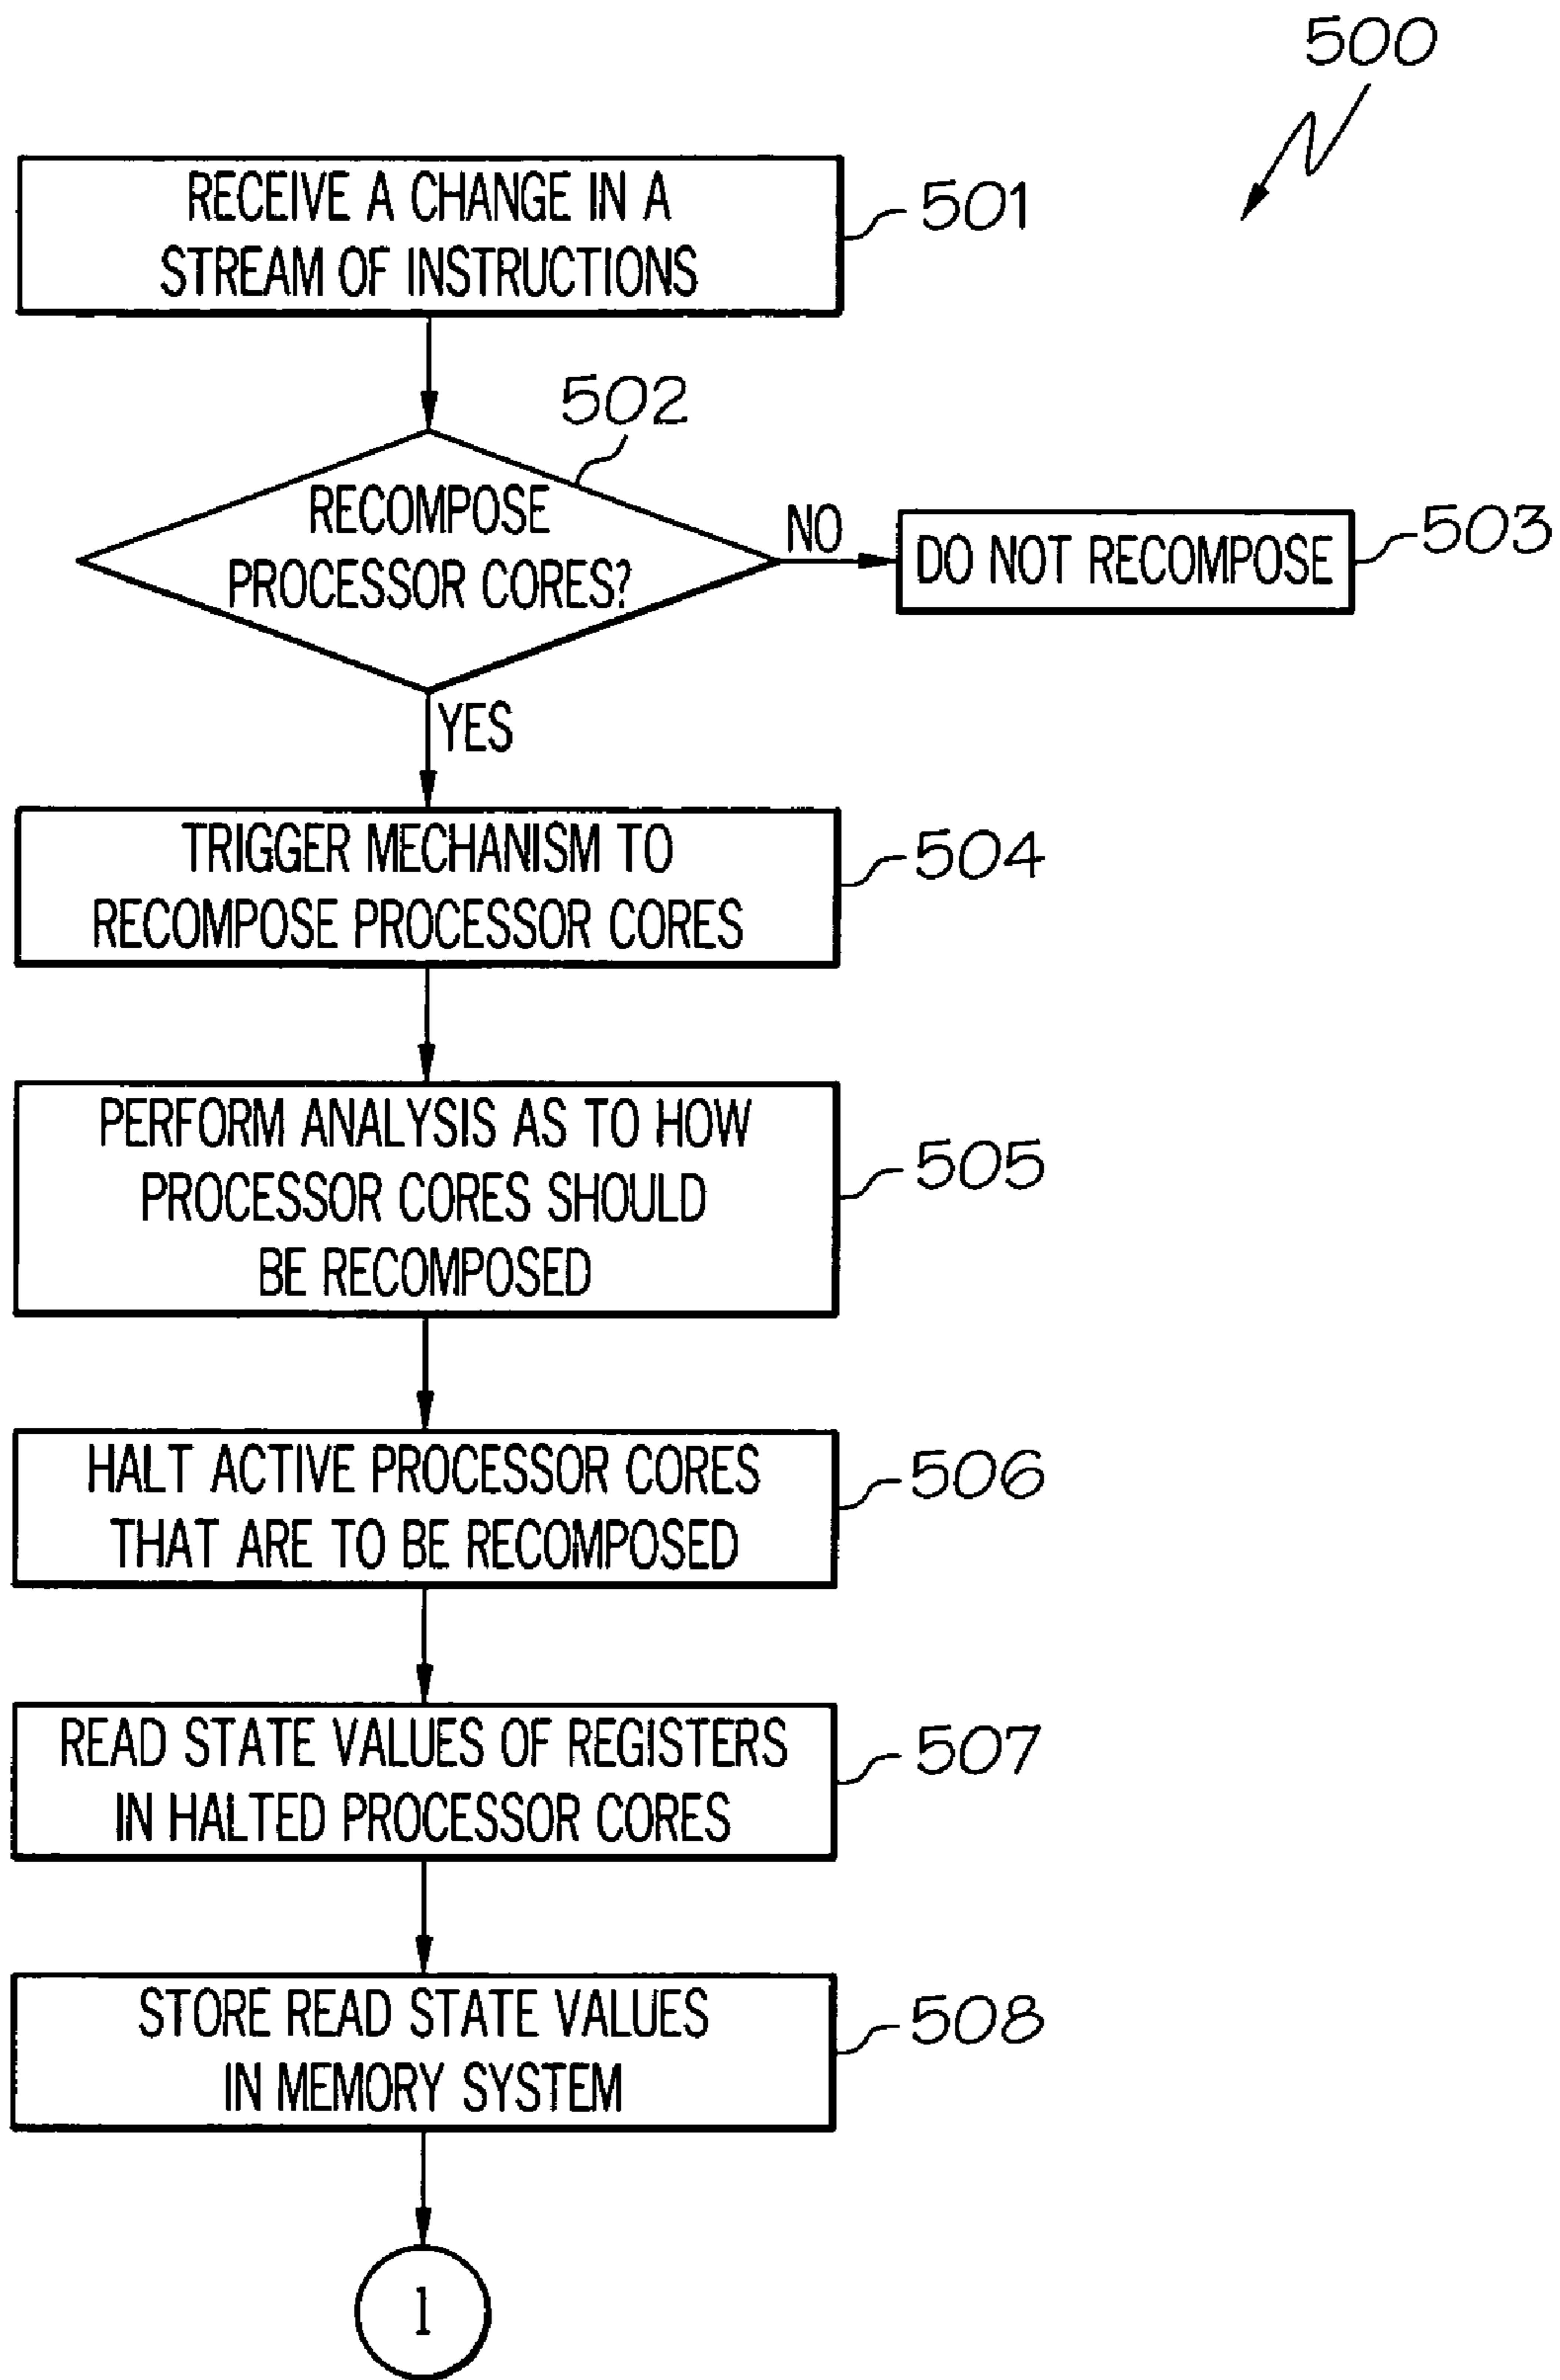 500
RECEIVE A CHANGE IN A
STREAM OF INSTRUCTIONS
501
502
RECOMPOSE
PROCESSOR CORES?
NO
DO NOT RECOMPOSE
503
YES
TRIGGER MECHANISM TO
RECOMPOSE PROCESSOR CORES
504
PERFORM ANALYSIS AS TO HOW
PROCESSOR CORES SHOULD
BE RECOMPOSED
505
HALT ACTIVE PROCESSOR CORES
THAT ARE TO BE RECOMPOSED
506
READ STATE VALUES OF REGISTERS
IN HALTED PROCESSOR CORES
507
STORE READ STATE VALUES
IN MEMORY SYSTEM
508
1